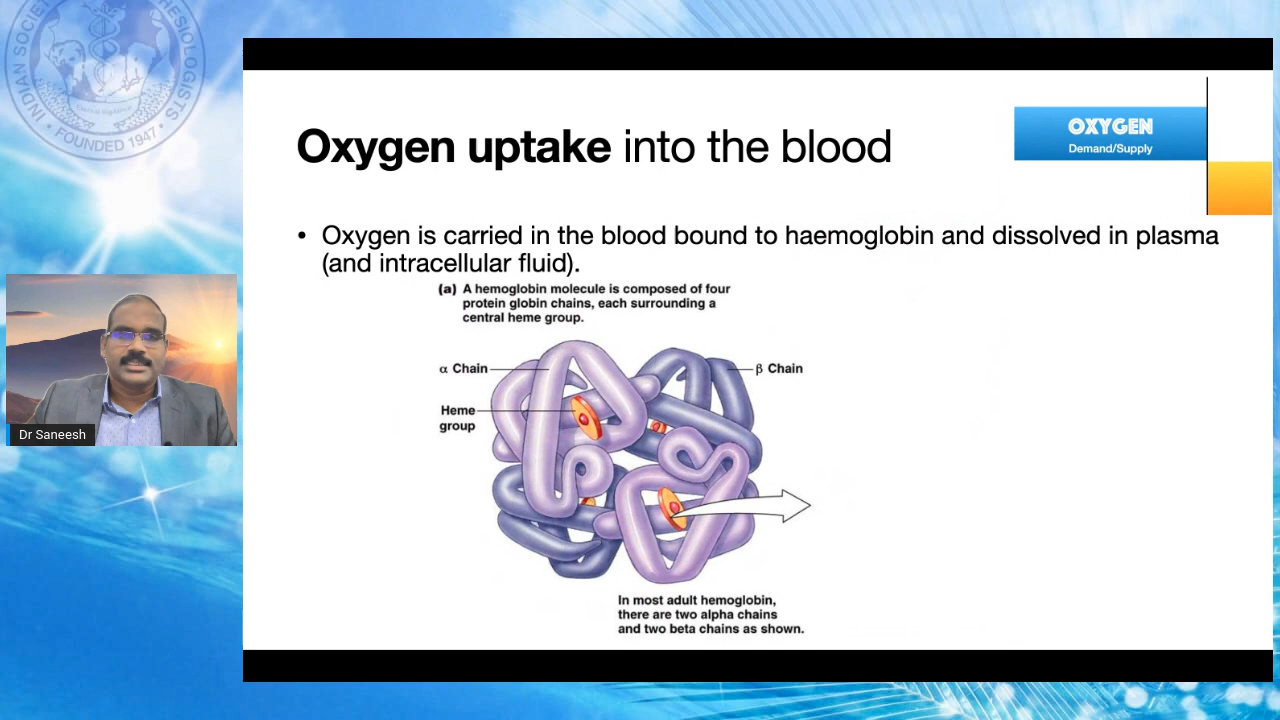 INDIAN SOCIETY
RESIOLOGISTS
• FOUNDED 1947 •
Oxygen uptake into the blood
OXYGEN
Demand/Supply
• Oxygen is carried in the blood bound to haemoglobin and dissolved in plasma
(and intracellular fluid).
(a) A hemoglobin molecule is composed of four
protein globin chains, each surrounding a
central heme group.
α Chain
β Chain
Heme
group
In most adult hemoglobin,
there are two alpha chains
and two beta chains as shown.
Dr Saneesh